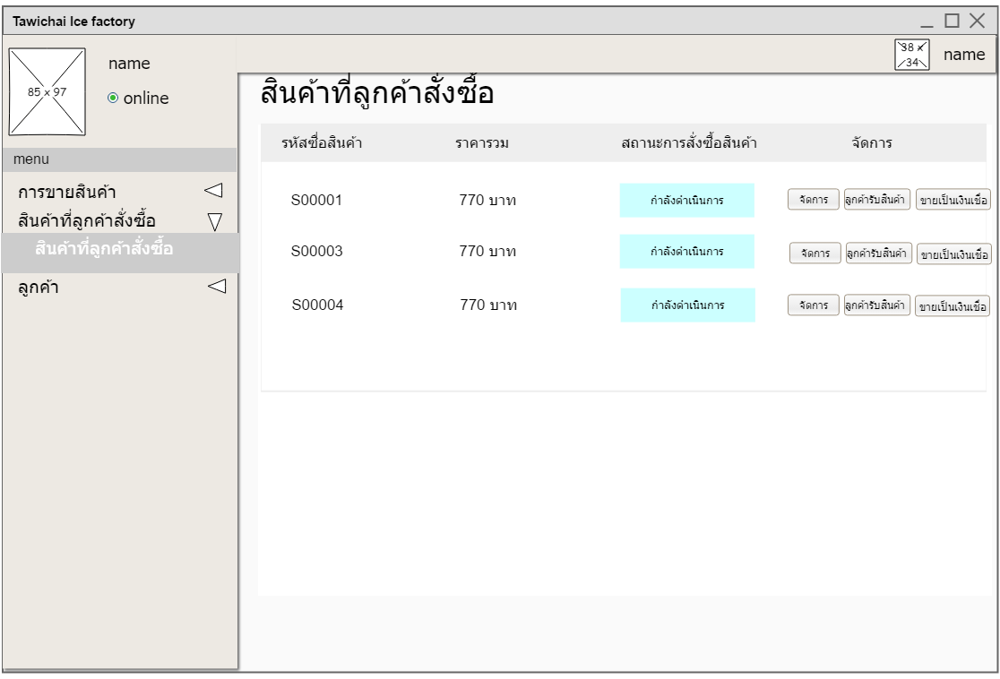 Tawichai Ice factory
38 x 34
name
85 x 97
name
online
menu
การขายสินค้า
สินค้าที่ลูกค้าสั่งซื้อ
สินค้าที่ลูกค้าสั่งซื้อ
ลูกค้า
สินค้าที่ลูกค้าสั่งซื้อ
รหัสซื่อสินค้า ราคารวม สถานะการสั่งซื้อสินค้า จัดการ
S00001 770 บาท กำลังดำเนินการ จัดการ ลูกค้ารับสินค้า ขายเป็นเงินเชื่อ
S00003 770 บาท กำลังดำเนินการ จัดการ ลูกค้ารับสินค้า ขายเป็นเงินเชื่อ
S00004 770 บาท กำลังดำเนินการ จัดการ ลูกค้ารับสินค้า ขายเป็นเงินเชื่อ